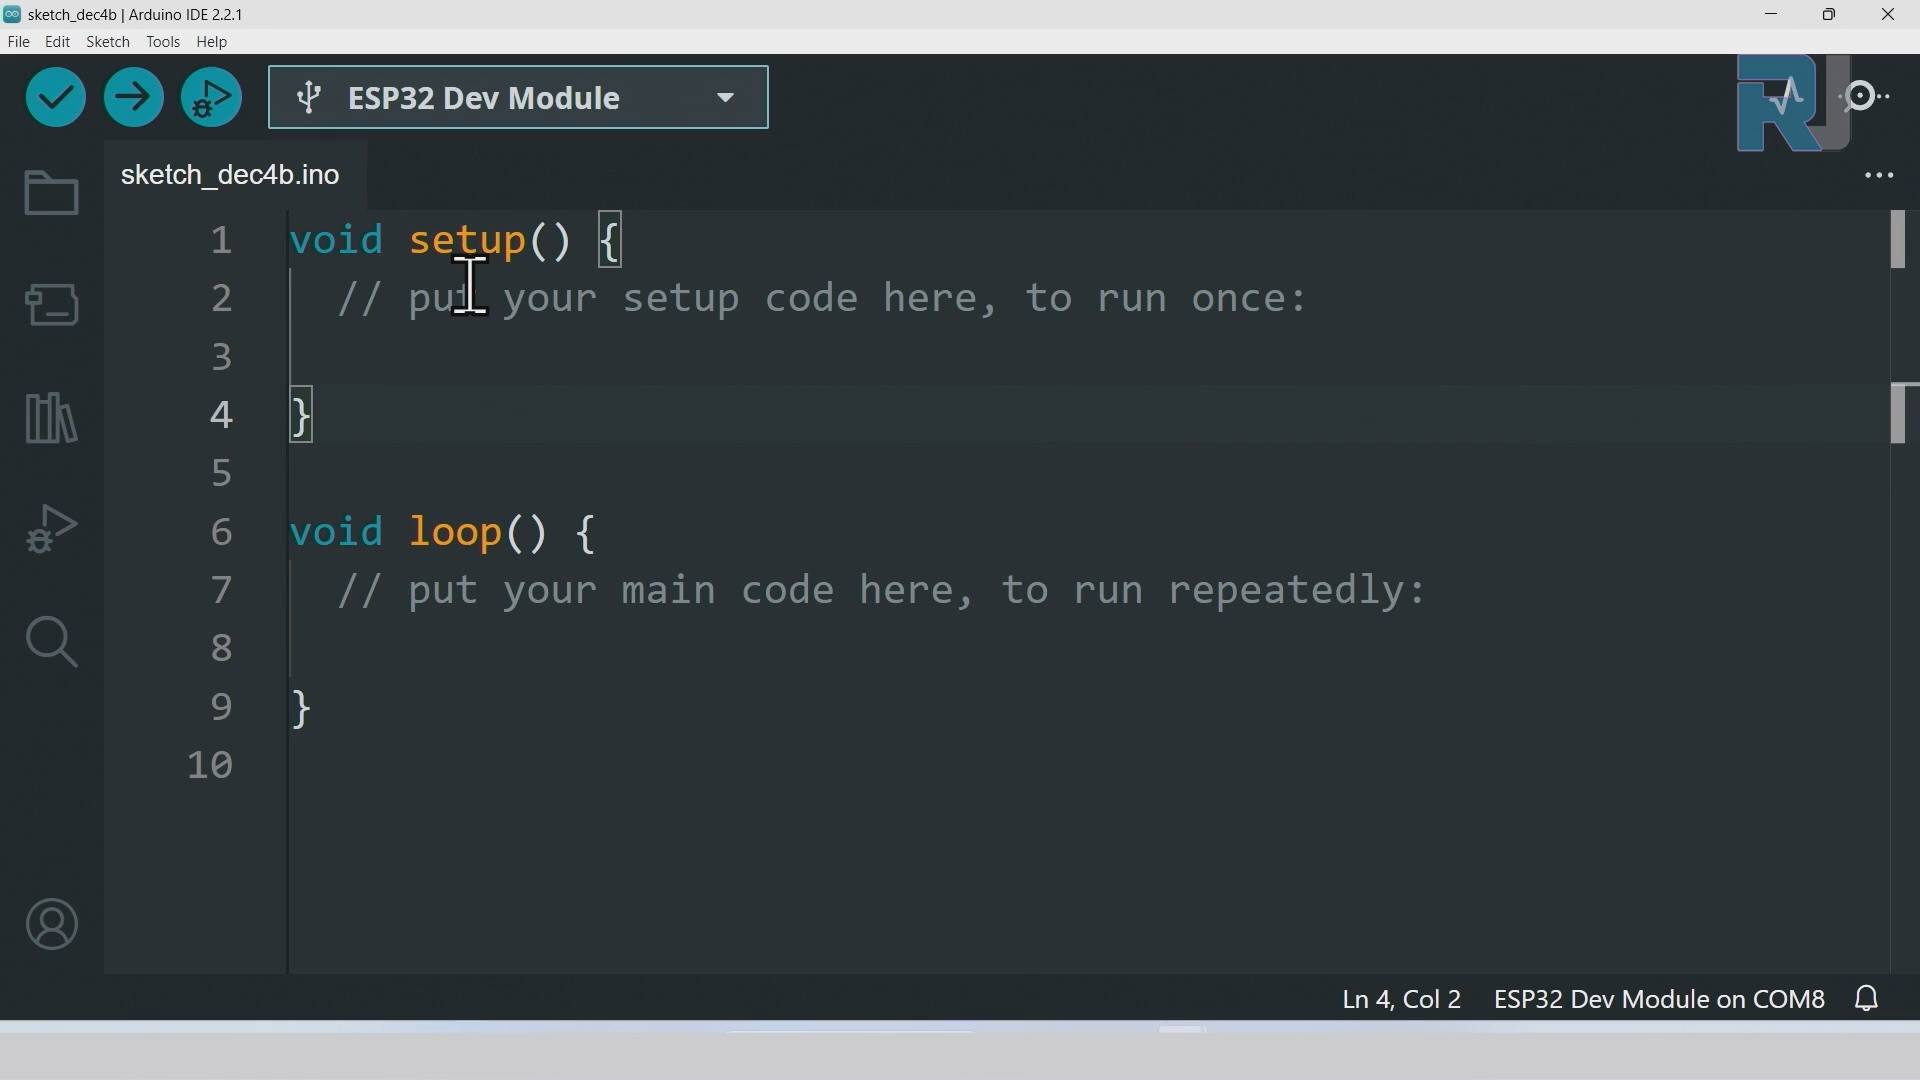 sketch_dec4b | Arduino IDE 2.2.1
File Edit Sketch Tools Help
ESP32 Dev Module
RJ
sketch_dec4b.ino
1 void setup() {
2 // put your setup code here, to run once:
3
4 }
5
6 void loop() {
7 // put your main code here, to run repeatedly:
8
9 }
10
Ln 4, Col 2 ESP32 Dev Module on COM8